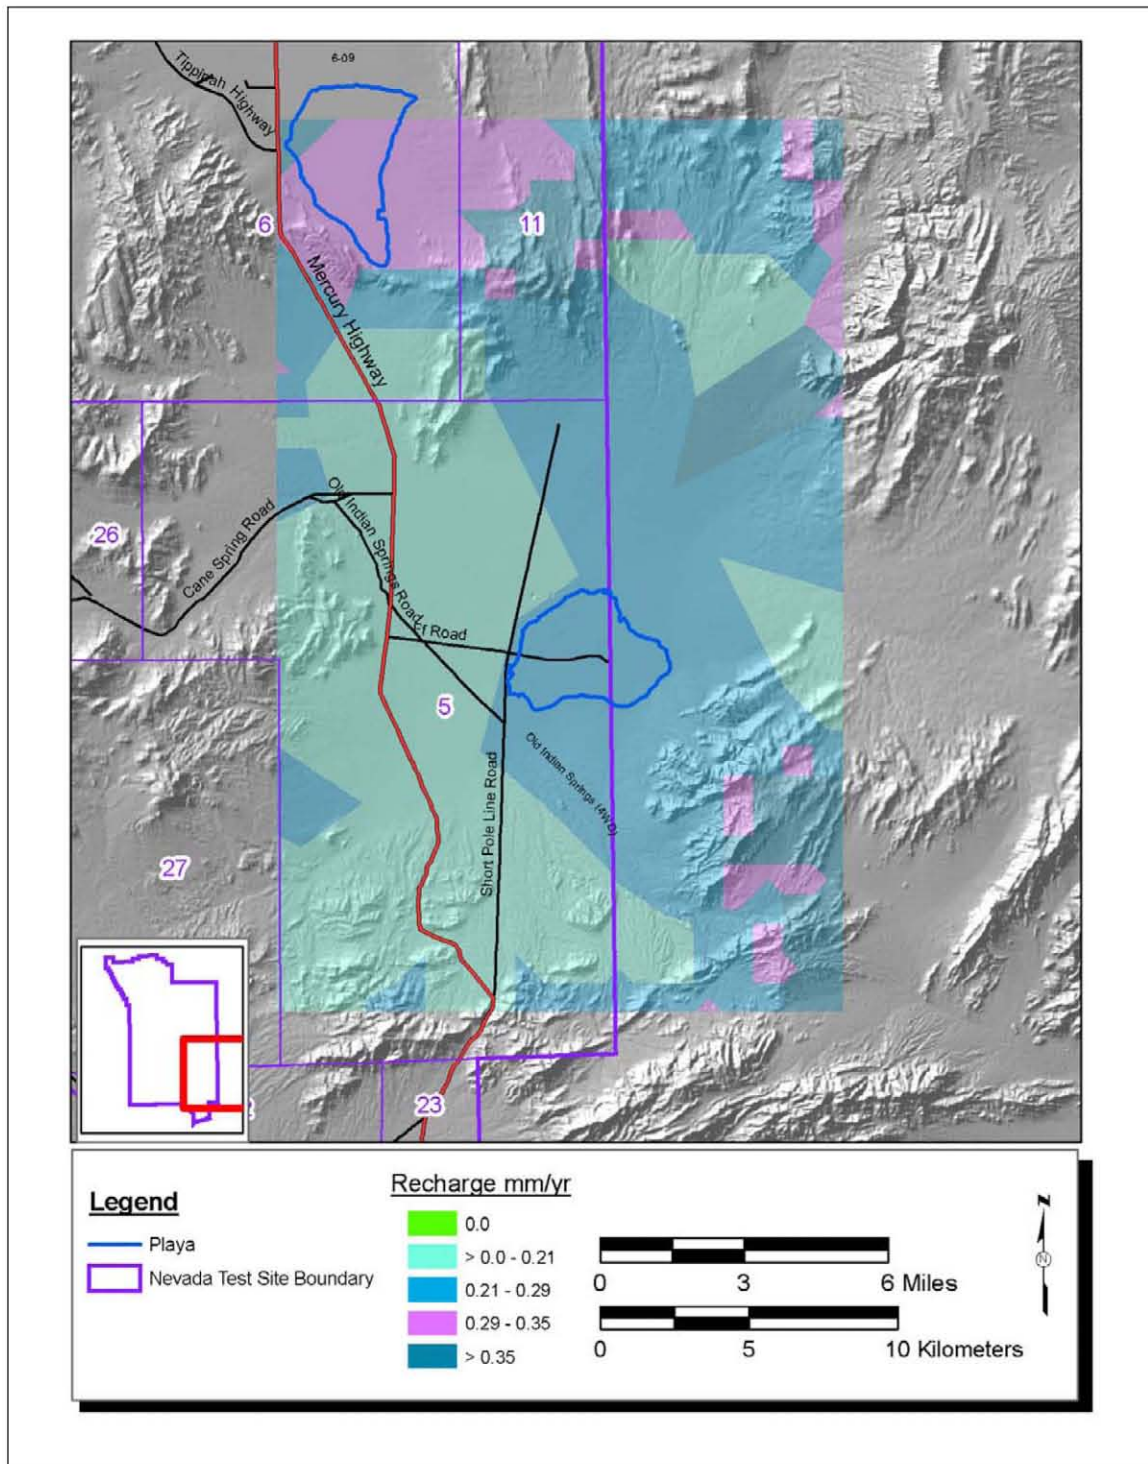 6-09
Tippipah Highway
6
11
Mercury Highway
Old Indian Springs Road
Cane Spring Road
26
5
Short Pole Line Road
Old Indian Springs (4WD)
27
23
Legend
Playa
Nevada Test Site Boundary
Recharge mm/yr
0.0
> 0.0 - 0.21
0.21 - 0.29
0.29 - 0.35
> 0.35
0 3 6 Miles
0 5 10 Kilometers
N